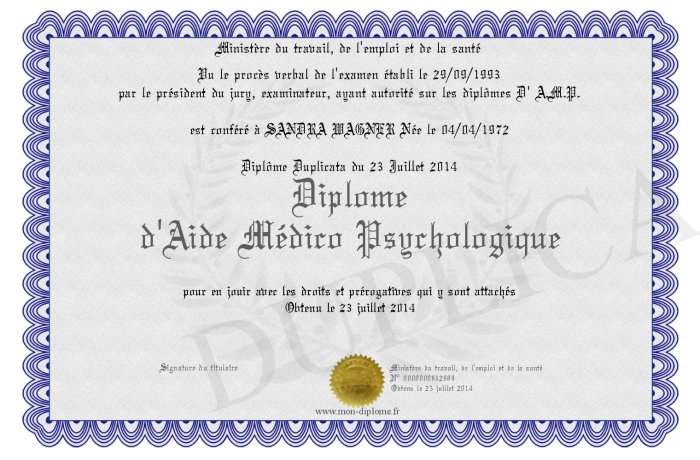 Ministère du travail, de l'emploi et de la santé
Vu le procès verbal de l'examen établi le 29/09/1993
par le président du jury, examinateur, ayant autorité sur les diplômes D' A.M.P.
est conféré à SANDRA WAGNER Née le 04/04/1972
Diplôme Duplicata du 23 Juillet 2014
Diplome
d'Aide Médico Psychologique
pour en jouir avec les droits et prérogatives qui y sont attachés
Obtenu le 23 juillet 2014
DUPLICA
Signature du titulaire
Ministère du travail, de l'emploi et de la santé
Obtenu le 23 juillet 2014
www.mon-diplome.fr